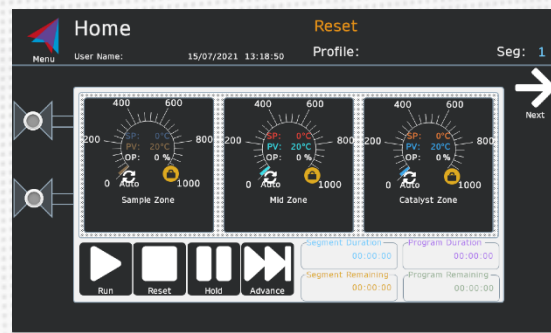 Home
Reset
Menu
User Name:
15/07/2021 13:18:50
Profile:
Seg: 1
Next
400 600
200 800
SP: 0°C
PV: 20°C
OP: 0 %
0 Auto 1000
Sample Zone
400 600
200 800
SP: 0°C
PV: 20°C
OP: 0 %
0 Auto 1000
Mid Zone
400 600
200 800
SP: 0°C
PV: 20°C
OP: 0 %
0 Auto 1000
Catalyst Zone
Run
Reset
Hold
Advance
Segment Duration
00:00:00
Program Duration
00:00:00
Segment Remaining
00:00:00
Program Remaining
00:00:00